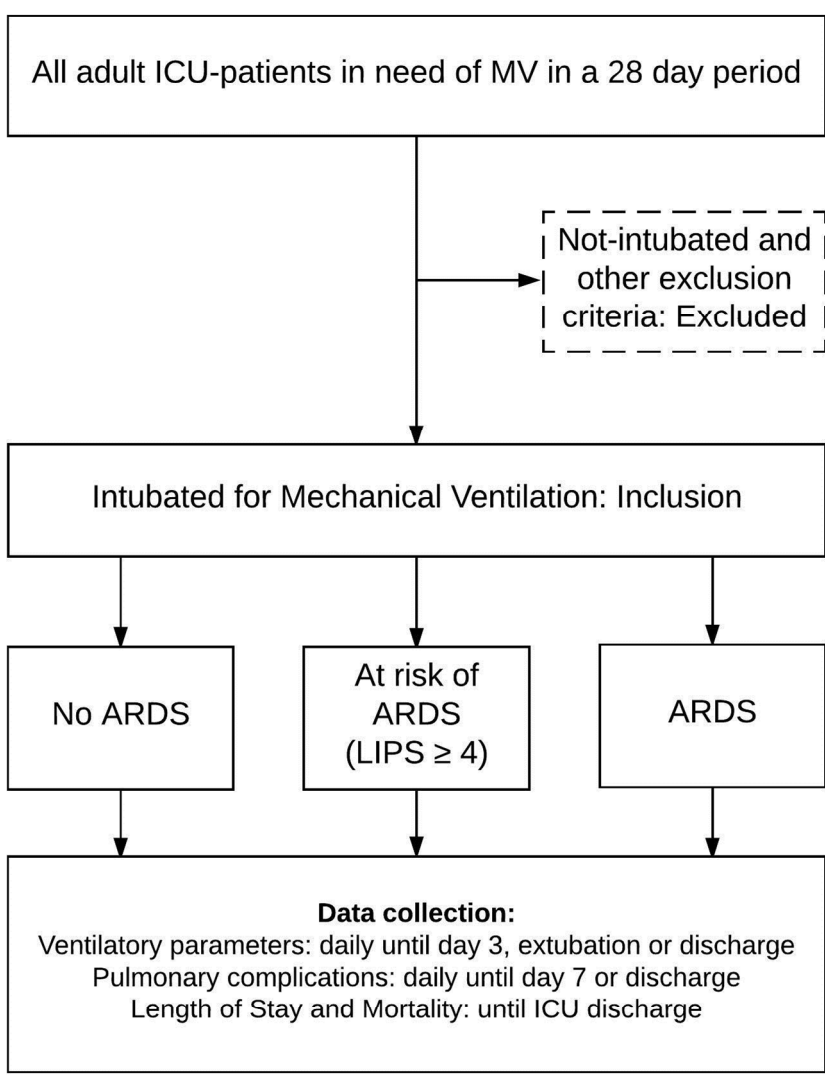 All adult ICU-patients in need of MV in a 28 day period
Not-intubated and
other exclusion
criteria: Excluded
Intubated for Mechanical Ventilation: Inclusion
No ARDS
At risk of
ARDS
(LIPS ≥ 4)
ARDS
Data collection:
Ventilatory parameters: daily until day 3, extubation or discharge
Pulmonary complications: daily until day 7 or discharge
Length of Stay and Mortality: until ICU discharge